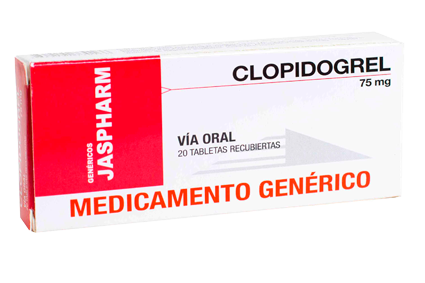 GENÉRICOS
JASPHARM
CLOPIDOGREL
75 mg
VÍA ORAL
20 TABLETAS RECUBIERTAS
MEDICAMENTO GENÉRICO